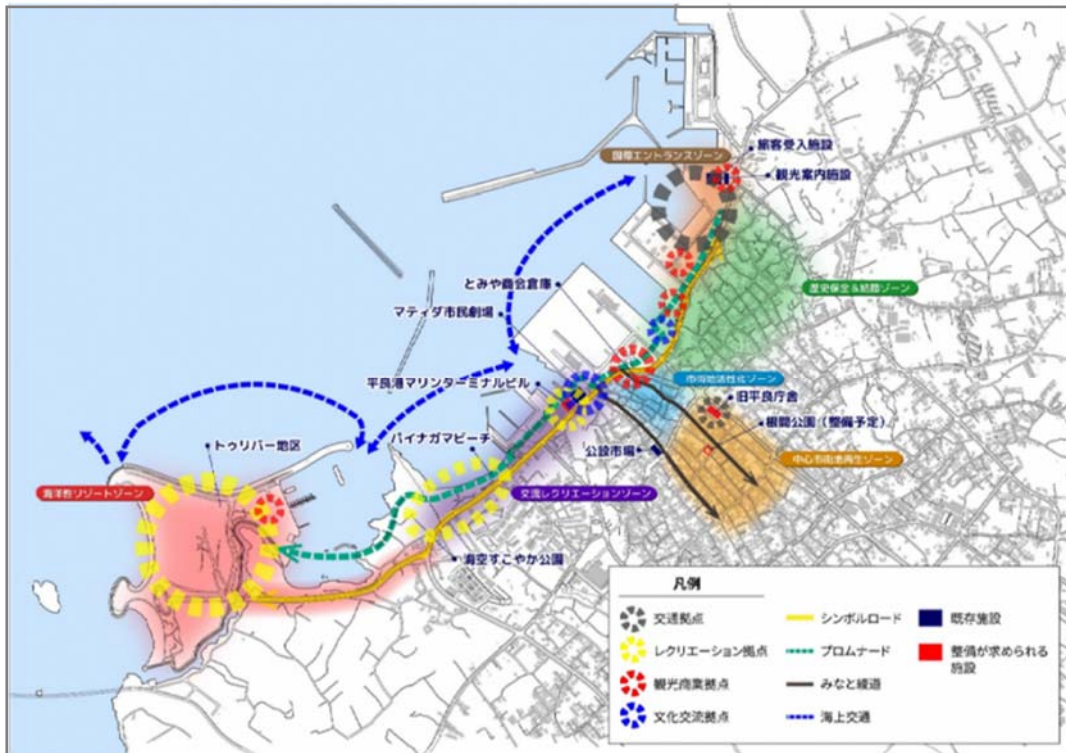 旅客受入施設
国際エントランスゾーン
観光案内施設
とみや商会倉庫
歴史保全&結節ゾーン
マティダ市民劇場
平良港マリンターミナルビル
市街地活性化ゾーン
旧平良庁舎
根間公園（整備予定）
パイナガマビーチ
トゥリバー地区
公設市場
中心市街地再生ゾーン
海洋性リゾートゾーン
交流レクリエーションゾーン
海空すこやか公園
凡例
交通拠点
シンボルロード
既存施設
レクリエーション拠点
プロムナード
整備が求められる
施設
観光商業拠点
みなと綾道
文化交流拠点
海上交通